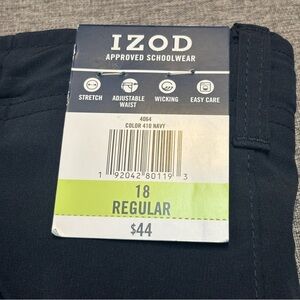 IZOD
APPROVED SCHOOLWEAR
STRETCH ADJUSTABLE WAIST WICKING EASY CARE
4064
COLOR 410 NAVY
1 92042 80119 3
18
REGULAR
$44